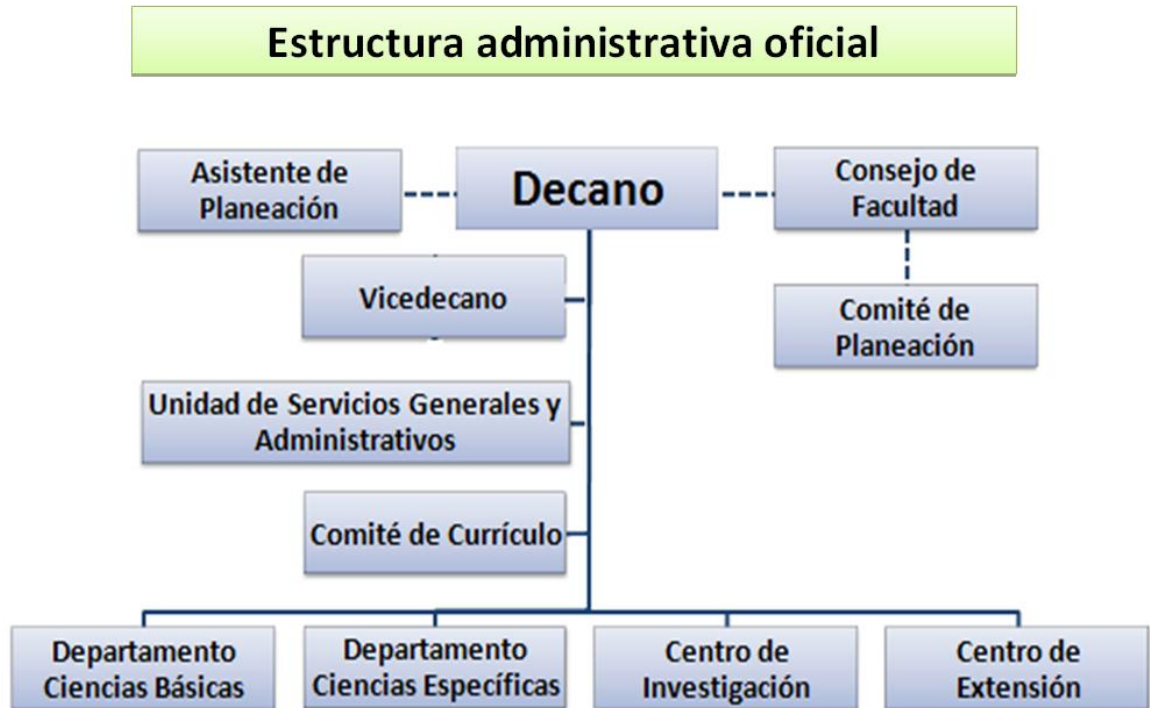 Estructura administrativa oficial
Asistente de
Planeación
Decano
Consejo de
Facultad
Vicedecano
Comité de
Planeación
Unidad de Servicios Generales y
Administrativos
Comité de Currículo
Departamento
Ciencias Básicas
Departamento
Ciencias Específicas
Centro de
Investigación
Centro de
Extensión